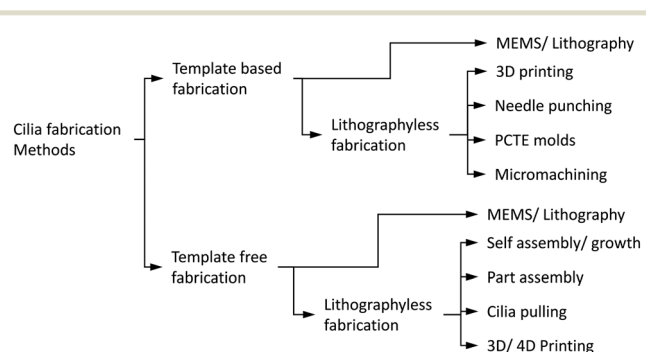 Cilia fabrication
Methods
Template based
fabrication
MEMS/ Lithography
Lithographyless
fabrication
3D printing
Needle punching
PCTE molds
Micromachining
Template free
fabrication
MEMS/ Lithography
Lithographyless
fabrication
Self assembly/ growth
Part assembly
Cilia pulling
3D/ 4D Printing